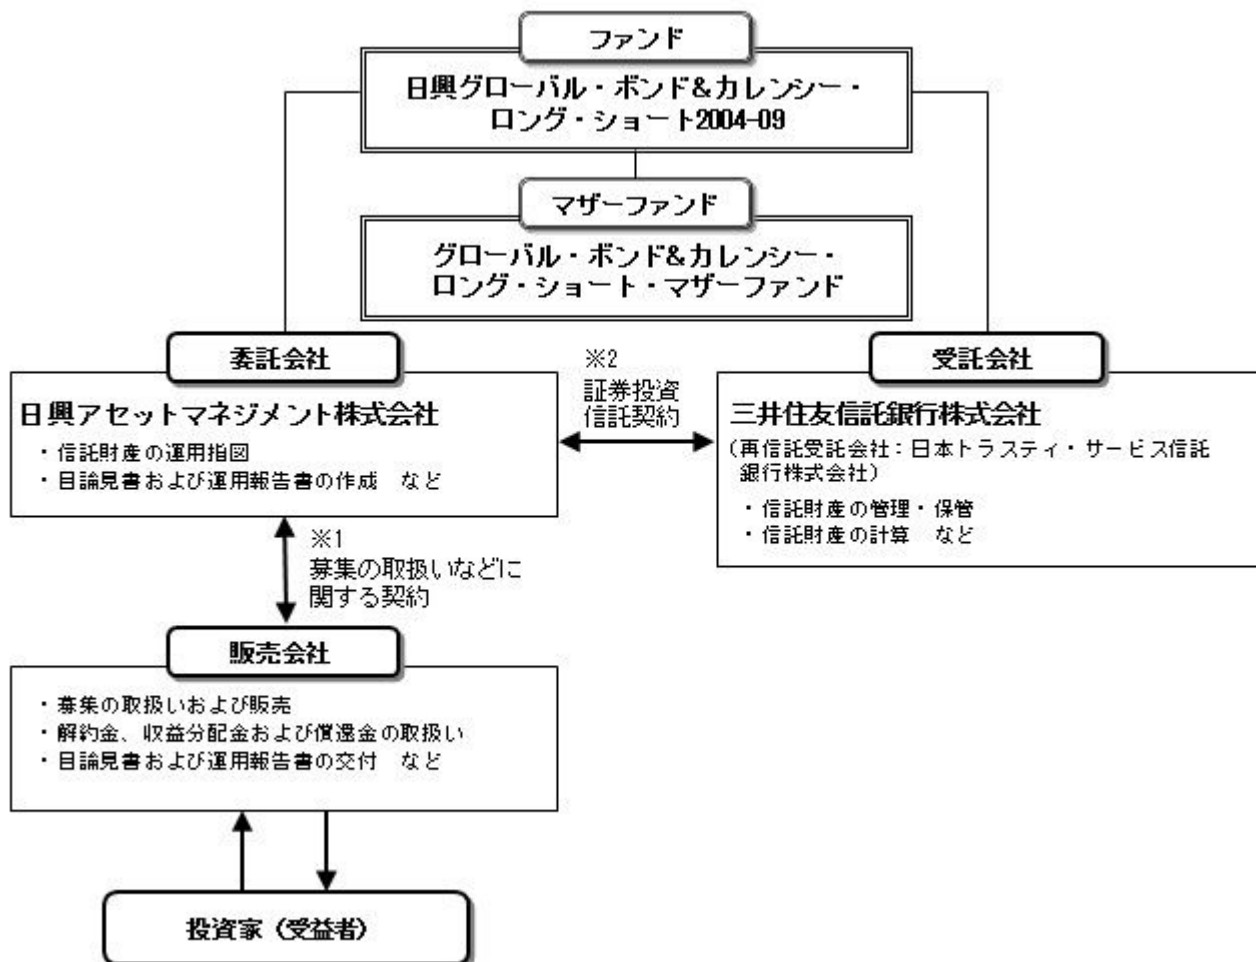 ファンド
日興グローバル・ボンド&カレンシー・
ロング・ショート2004-09
マザーファンド
グローバル・ボンド&カレンシー・
ロング・ショート・マザーファンド
委託会社
日興アセットマネジメント株式会社
・信託財産の運用指図
・目論見書および運用報告書の作成 など
※2
証券投資
信託契約
受託会社
三井住友信託銀行株式会社
(再信託受託会社:日本トラスティ・サービス信託
銀行株式会社)
・信託財産の管理・保管
・信託財産の計算 など
※1
募集の取扱いなどに
関する契約
販売会社
・募集の取扱いおよび販売
・解約金、収益分配金および償還金の取扱い
・目論見書および運用報告書の交付 など
投資家(受益者)